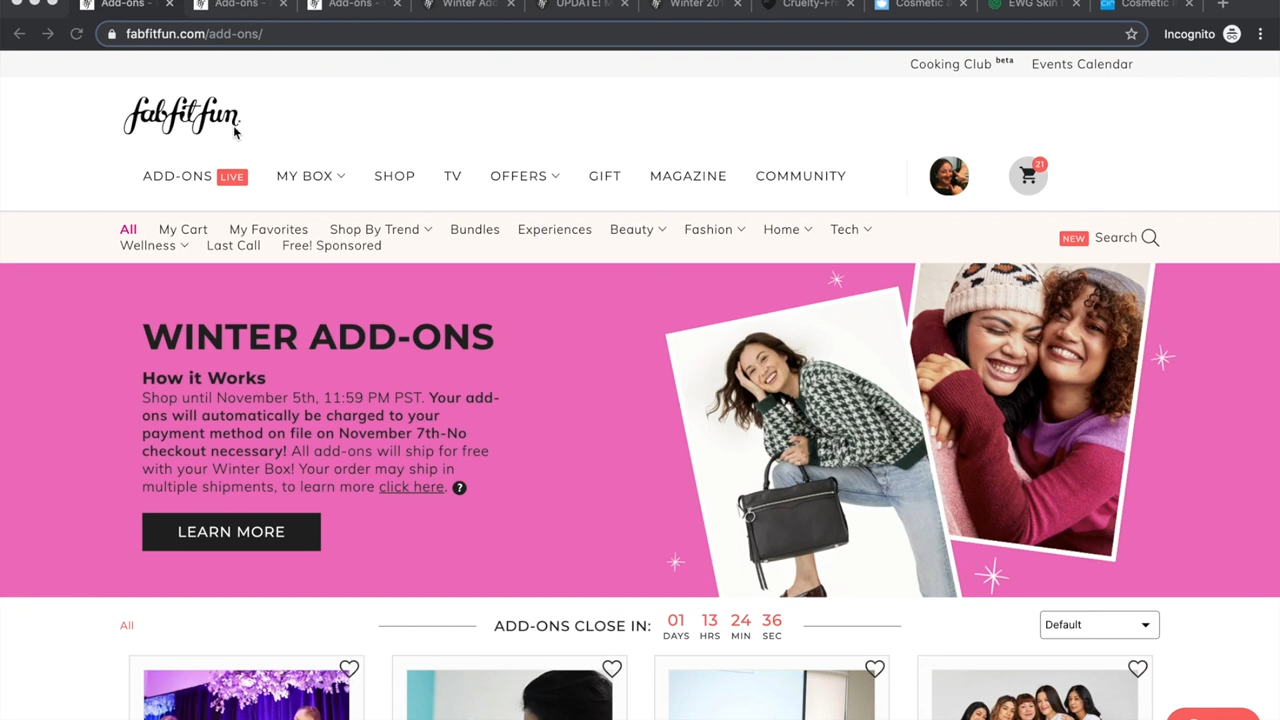 Add-ons -
Add-ons -
Add-ons -
Winter Add
UPDATE!
Winter 20
Cruelty-Fr
Cosmetic
EWG Skin
Cosmetic
fabfitfun.com/add-ons/
Incognito
Cooking Club beta
Events Calendar
fabfitfun.
ADD-ONS LIVE
MY BOX
SHOP
TV
OFFERS
GIFT
MAGAZINE
COMMUNITY
21
All
My Cart
My Favorites
Shop By Trend
Bundles
Experiences
Beauty
Fashion
Home
Tech
Wellness
Last Call
Free! Sponsored
NEW Search
WINTER ADD-ONS
How it Works
Shop until November 5th, 11:59 PM PST. Your add-
ons will automatically be charged to your
payment method on file on November 7th-No
checkout necessary! All add-ons will ship for free
with your Winter Box! Your order may ship in
multiple shipments, to learn more click here. ?
LEARN MORE
All
ADD-ONS CLOSE IN:
01 13 24 36
DAYS HRS MIN SEC
Default